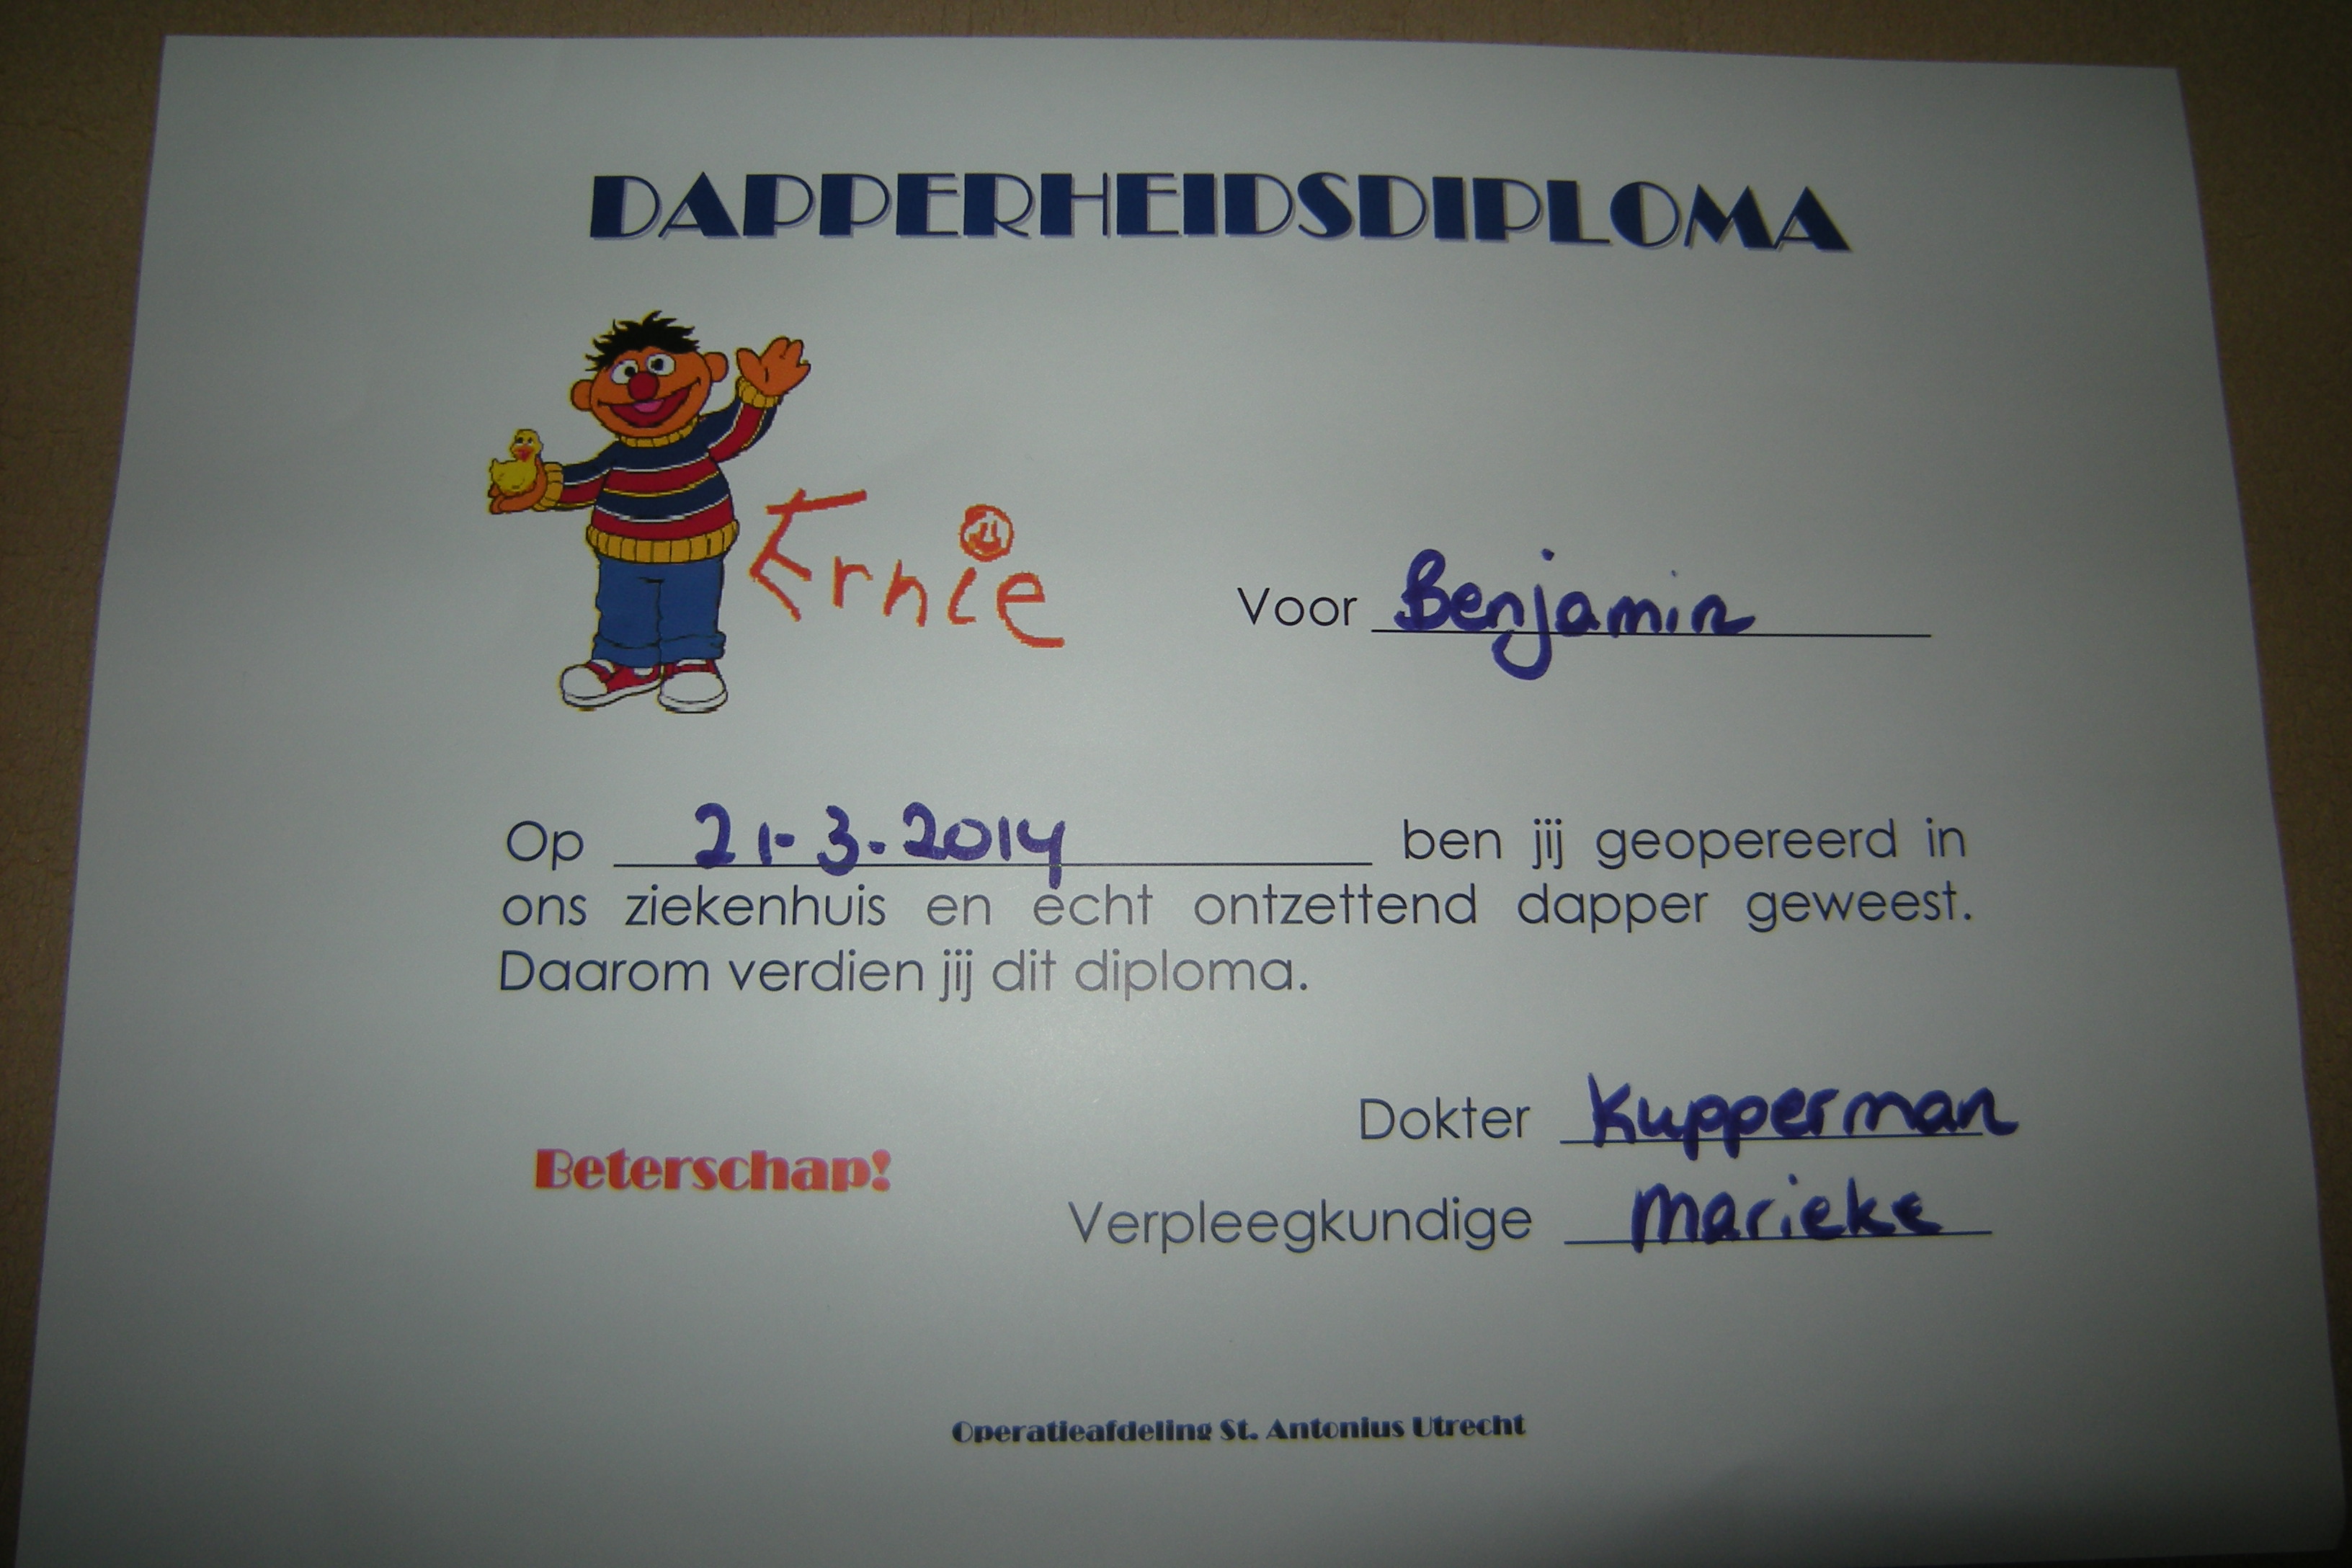 DAPPERHEIDSDIPLOMA
Ernie
Voor Benjamin
Op 21-3-2014 ben jij geopereerd in
ons ziekenhuis en echt ontzettend dapper geweest.
Daarom verdien jij dit diploma.
Dokter Kupperman
Beterschap!
Verpleegkundige Marieke
Operatieafdeling St. Antonius Utrecht